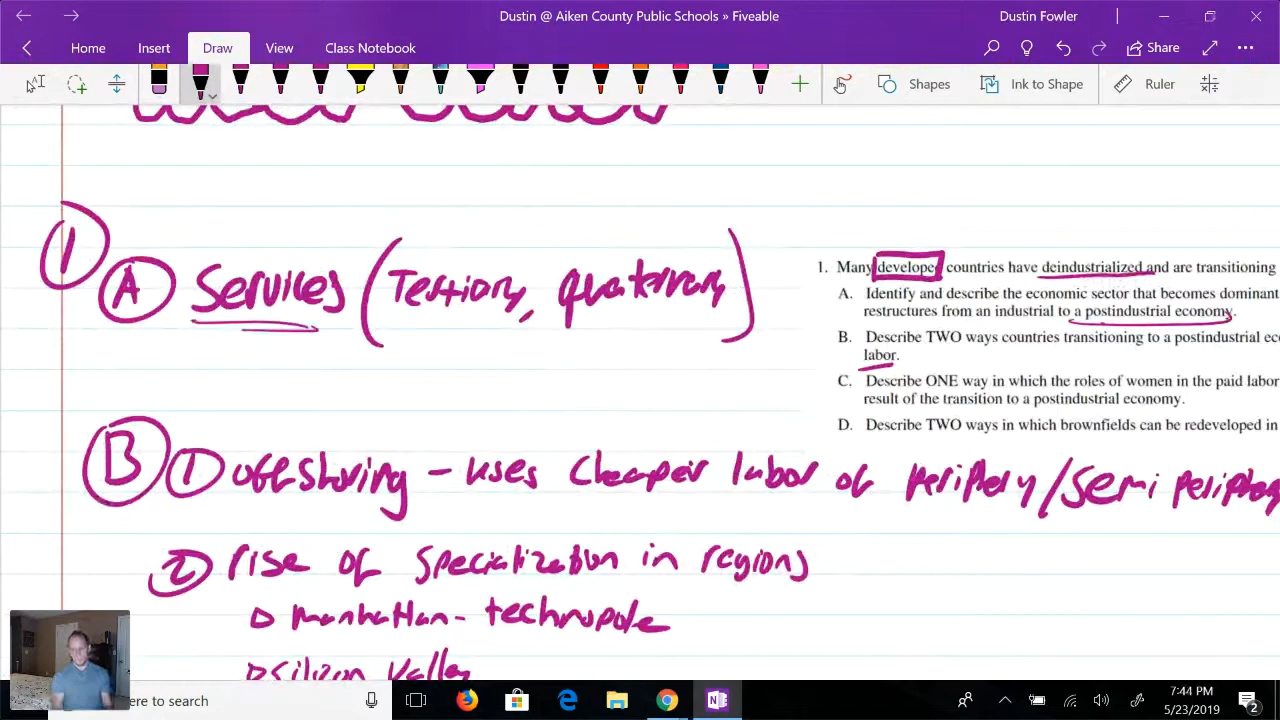 Dustin @ Aiken County Public Schools » Fiveable
Dustin Fowler
Home Insert Draw View Class Notebook
Share
Shapes Ink to Shape Ruler
1
A Services (Tertiary, quaternary)
1. Many developed countries have deindustrialized and are transitioning
A. Identify and describe the economic sector that becomes dominant
restructures from an industrial to a postindustrial economy.
B. Describe TWO ways countries transitioning to a postindustrial ec
labor.
C. Describe ONE way in which the roles of women in the paid labor
result of the transition to a postindustrial economy.
D. Describe TWO ways in which brownfields can be redeveloped in
B 1 offshoring - uses cheaper labor of periphery/semi periphery
2 rise of specialization in regions
manhattan - technopole
silicon valley
here to search
7:44 PM
5/23/2019
2